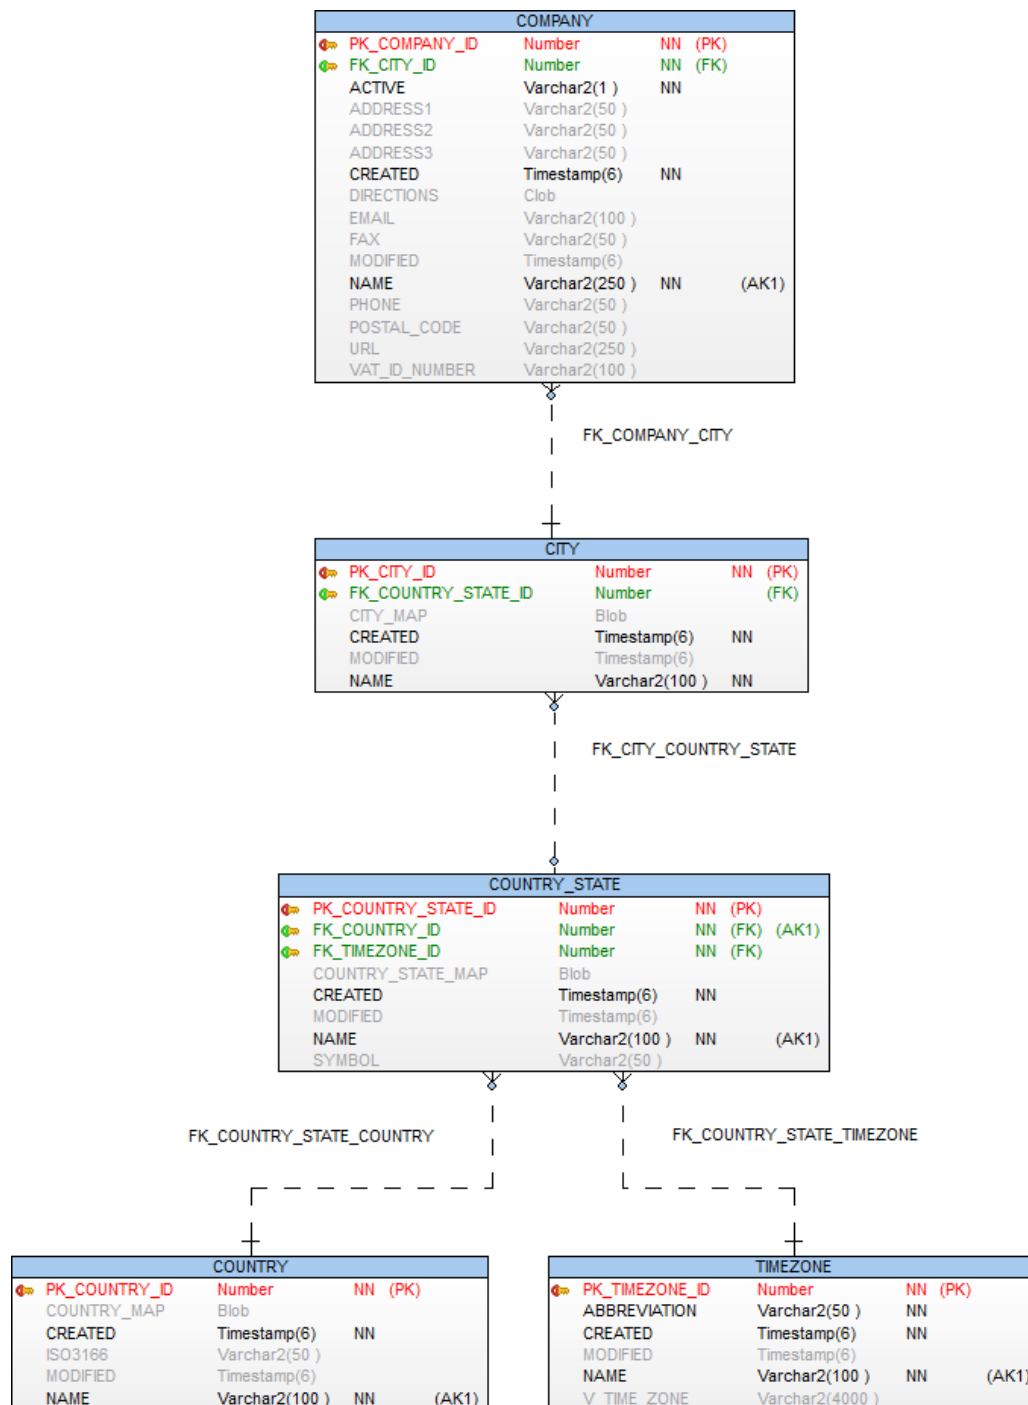 COMPANY
PK_COMPANY_ID Number NN (PK)
FK_CITY_ID Number NN (FK)
ACTIVE Varchar2(1 ) NN
ADDRESS1 Varchar2(50 )
ADDRESS2 Varchar2(50 )
ADDRESS3 Varchar2(50 )
CREATED Timestamp(6) NN
DIRECTIONS Clob
EMAIL Varchar2(100 )
FAX Varchar2(50 )
MODIFIED Timestamp(6)
NAME Varchar2(250 ) NN (AK1)
PHONE Varchar2(50 )
POSTAL_CODE Varchar2(50 )
URL Varchar2(250 )
VAT_ID_NUMBER Varchar2(100 )
FK_COMPANY_CITY
CITY
PK_CITY_ID Number NN (PK)
FK_COUNTRY_STATE_ID Number (FK)
CITY_MAP Blob
CREATED Timestamp(6) NN
MODIFIED Timestamp(6)
NAME Varchar2(100 ) NN
FK_CITY_COUNTRY_STATE
COUNTRY_STATE
PK_COUNTRY_STATE_ID Number NN (PK)
FK_COUNTRY_ID Number NN (FK) (AK1)
FK_TIMEZONE_ID Number NN (FK)
COUNTRY_STATE_MAP Blob
CREATED Timestamp(6) NN
MODIFIED Timestamp(6)
NAME Varchar2(100 ) NN (AK1)
SYMBOL Varchar2(50 )
FK_COUNTRY_STATE_COUNTRY
FK_COUNTRY_STATE_TIMEZONE
COUNTRY
PK_COUNTRY_ID Number NN (PK)
COUNTRY_MAP Blob
CREATED Timestamp(6) NN
ISO3166 Varchar2(50 )
MODIFIED Timestamp(6)
NAME Varchar2(100 ) NN (AK1)
TIMEZONE
PK_TIMEZONE_ID Number NN (PK)
ABBREVIATION Varchar2(50 ) NN
CREATED Timestamp(6) NN
MODIFIED Timestamp(6)
NAME Varchar2(100 ) NN (AK1)
V_TIME_ZONE Varchar2(4000 )